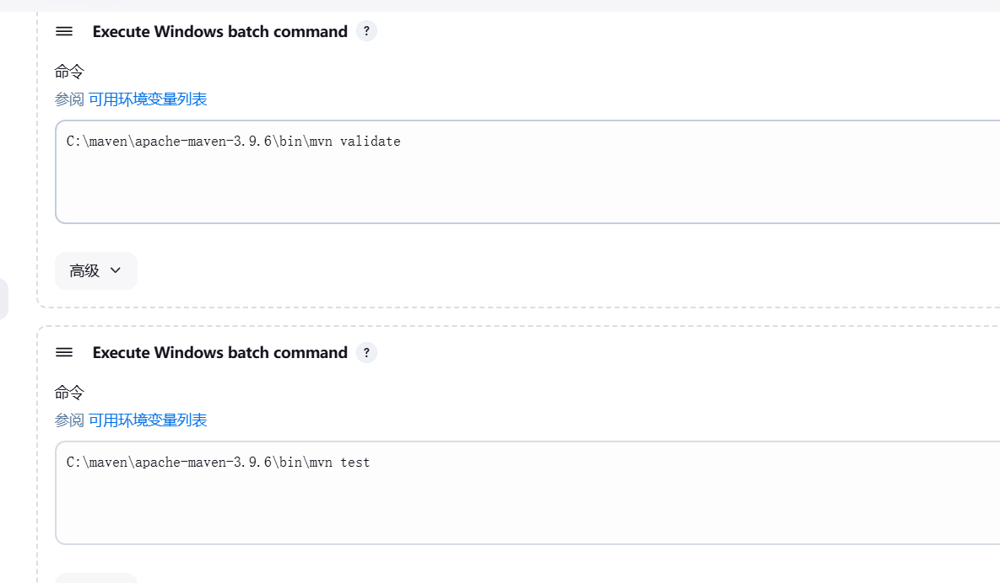 Execute Windows batch command ?
命令
参阅 可用环境变量列表
C:\maven\apache-maven-3.9.6\bin\mvn validate
高级
Execute Windows batch command ?
命令
参阅 可用环境变量列表
C:\maven\apache-maven-3.9.6\bin\mvn test